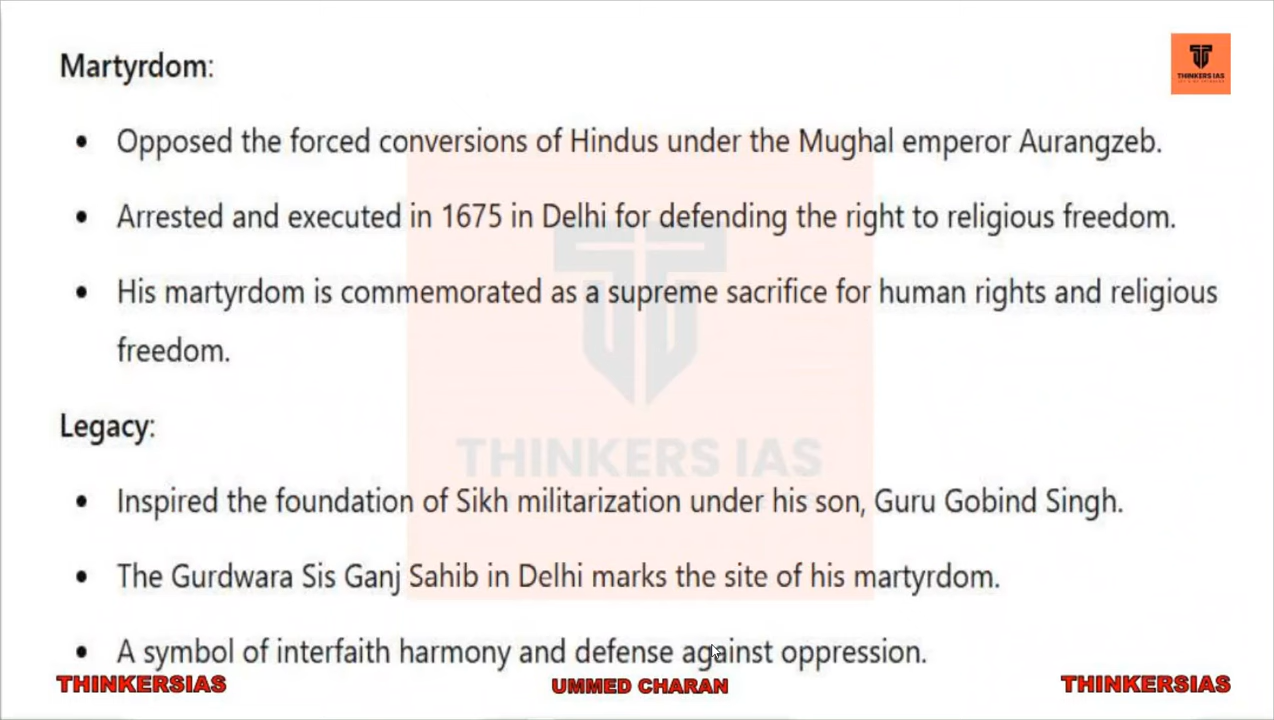 Martyrdom:
THINKERS IAS
• Opposed the forced conversions of Hindus under the Mughal emperor Aurangzeb.
• Arrested and executed in 1675 in Delhi for defending the right to religious freedom.
• His martyrdom is commemorated as a supreme sacrifice for human rights and religious
freedom.
Legacy:
THINKERS IAS
• Inspired the foundation of Sikh militarization under his son, Guru Gobind Singh.
• The Gurdwara Sis Ganj Sahib in Delhi marks the site of his martyrdom.
• A symbol of interfaith harmony and defense against oppression.
THINKERSIAS
UMMED CHARAN
THINKERSIAS